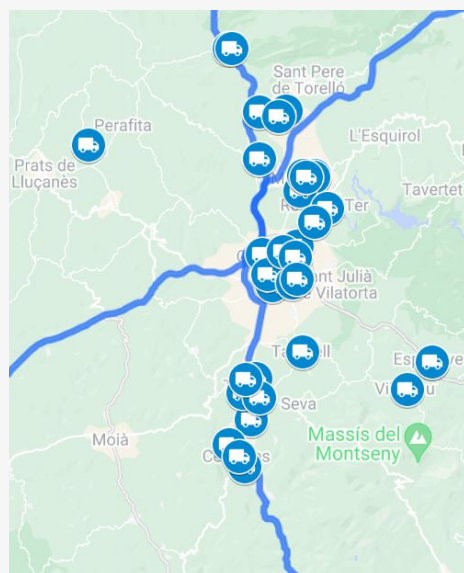 Sant Pere
de Torelló
Perafita
L'Esquirol
Prats de
Lluçanès
Tavertet
Ter
Sant Julià
de Vilatorta
Seva
Moià
Massís del
Montseny